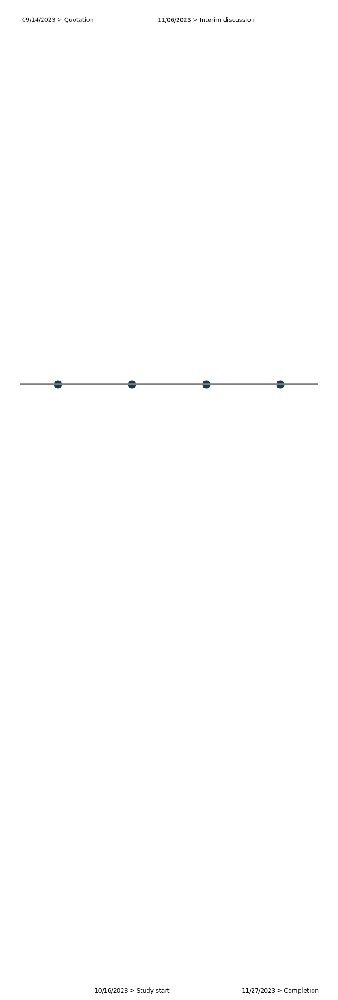 09/14/2023 > Quotation
11/06/2023 > Interim discussion
10/16/2023 > Study start
11/27/2023 > Completion